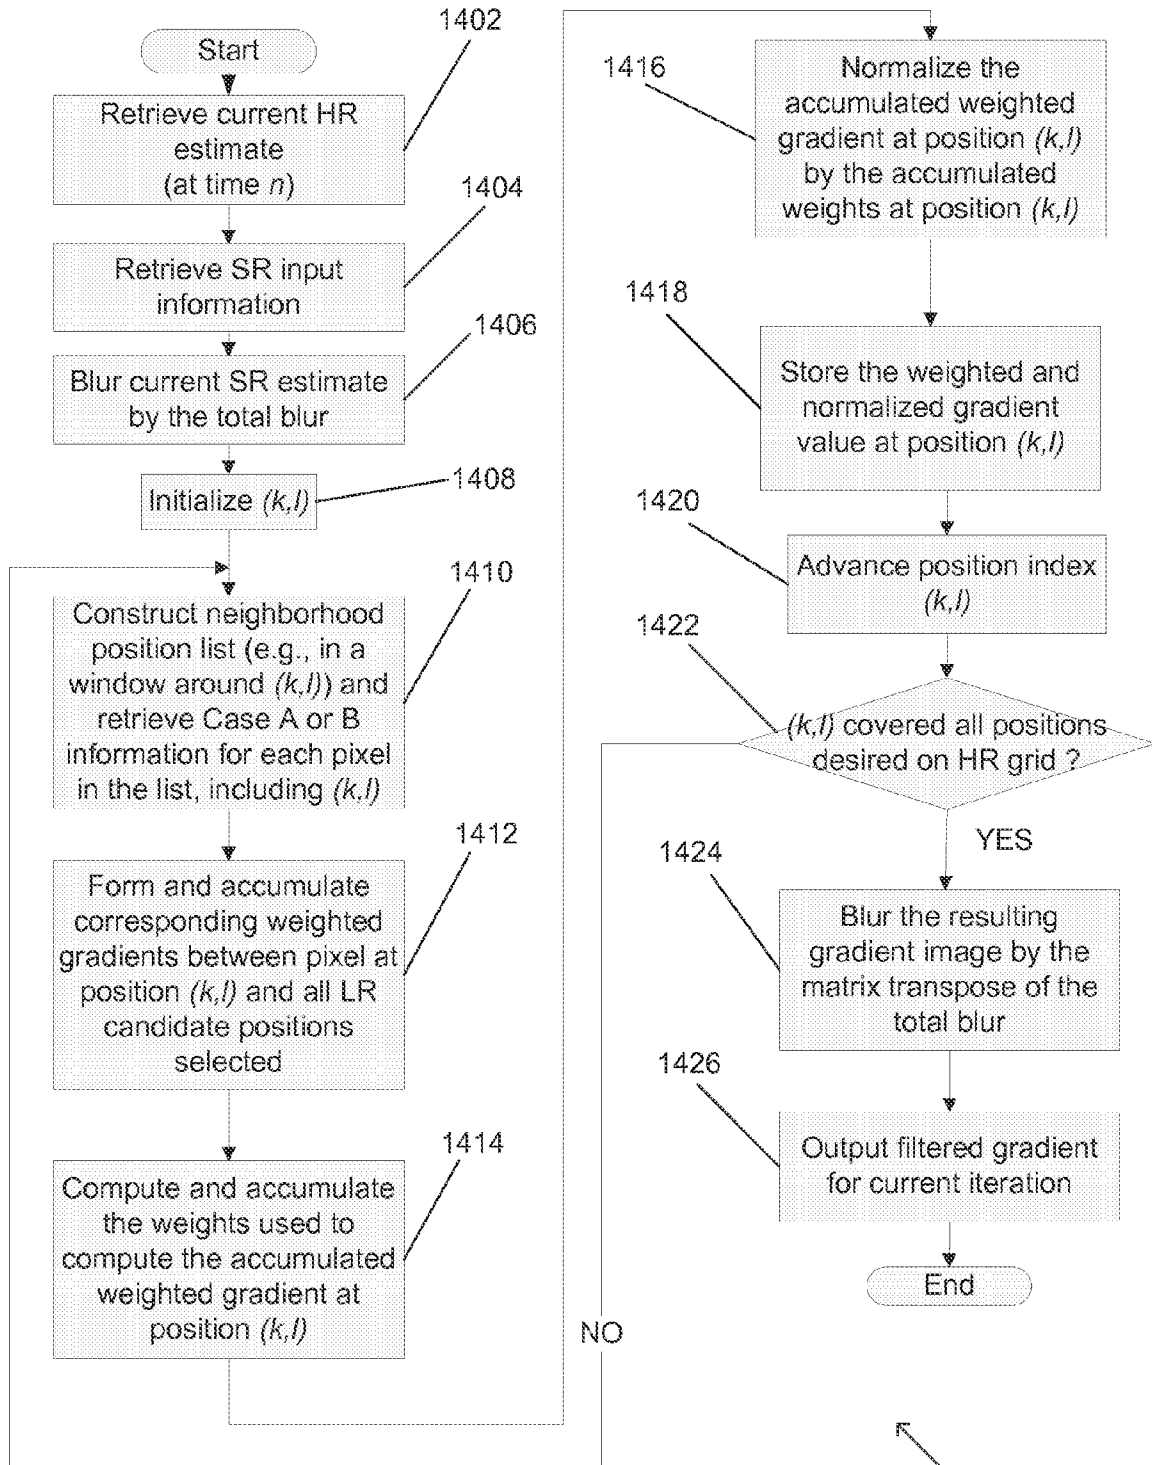 Start
1402
Retrieve current HR
estimate
(at time n)
1404
Retrieve SR input
information
1406
Blur current SR estimate
by the total blur
1408
Initialize (k,l)
1410
Construct neighborhood
position list (e.g., in a
window around (k,l)) and
retrieve Case A or B
information for each pixel
in the list, including (k,l)
1412
Form and accumulate
corresponding weighted
gradients between pixel at
position (k,l) and all LR
candidate positions
selected
1414
Compute and accumulate
the weights used to
compute the accumulated
weighted gradient at
position (k,l)
1416
Normalize the
accumulated weighted
gradient at position (k,l)
by the accumulated
weights at position (k,l)
1418
Store the weighted and
normalized gradient
value at position (k,l)
1420
Advance position index
(k,l)
1422
(k,l) covered all positions
desired on HR grid ?
YES
NO
1424
Blur the resulting
gradient image by the
matrix transpose of the
total blur
1426
Output filtered gradient
for current iteration
End